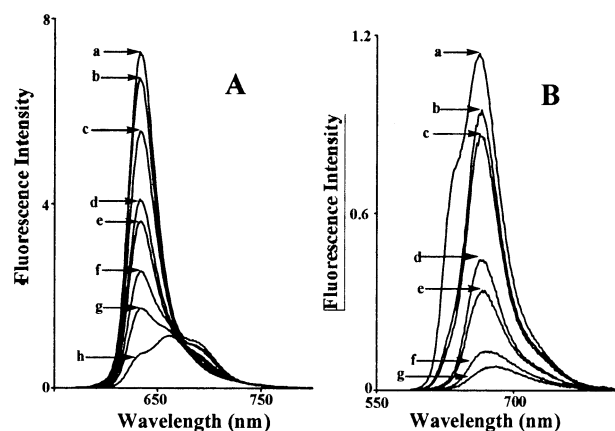 8
4
0
Fluorescence Intensity
a
b
c
d
e
f
g
h
A
650
750
Wavelength (nm)
1.2
0.6
0
Fluorescence Intensity
a
b
c
d
e
f
g
B
550
700
Wavelength (nm)